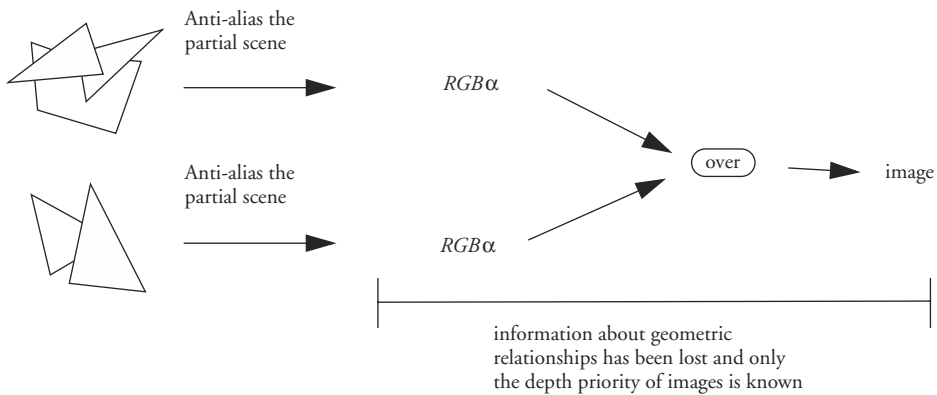 Anti-alias the
partial scene
RGBα
over
image
Anti-alias the
partial scene
RGBα
information about geometric
relationships has been lost and only
the depth priority of images is known